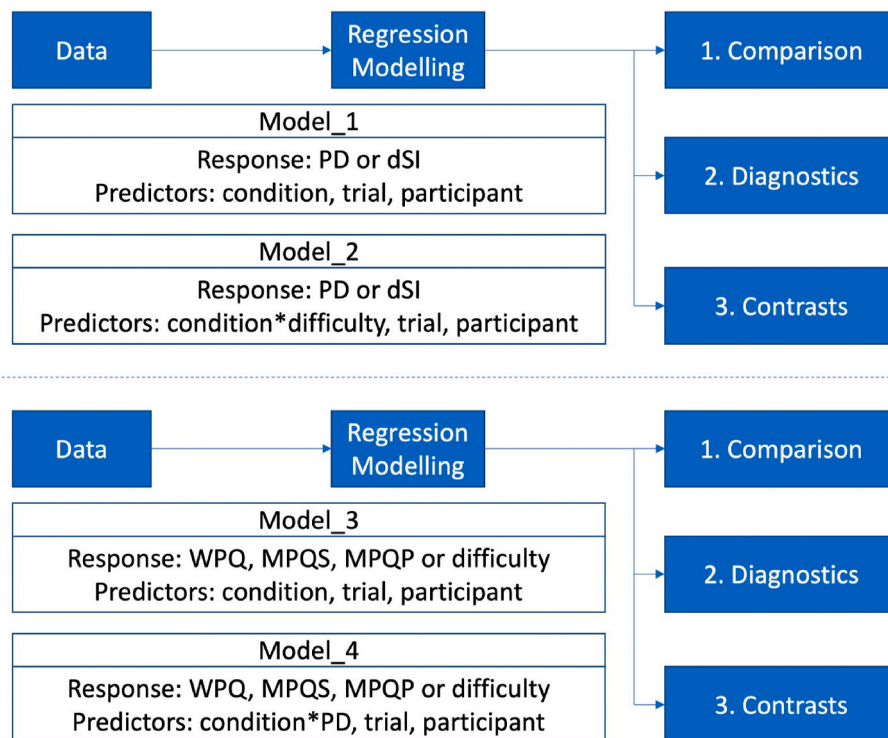 Data
Regression
Modelling
1. Comparison
Model_1
Response: PD or dSI
Predictors: condition, trial, participant
2. Diagnostics
Model_2
Response: PD or dSI
Predictors: condition*difficulty, trial, participant
3. Contrasts
Data
Regression
Modelling
1. Comparison
Model_3
Response: WPQ, MPQS, MPQP or difficulty
Predictors: condition, trial, participant
2. Diagnostics
Model_4
Response: WPQ, MPQS, MPQP or difficulty
Predictors: condition*PD, trial, participant
3. Contrasts